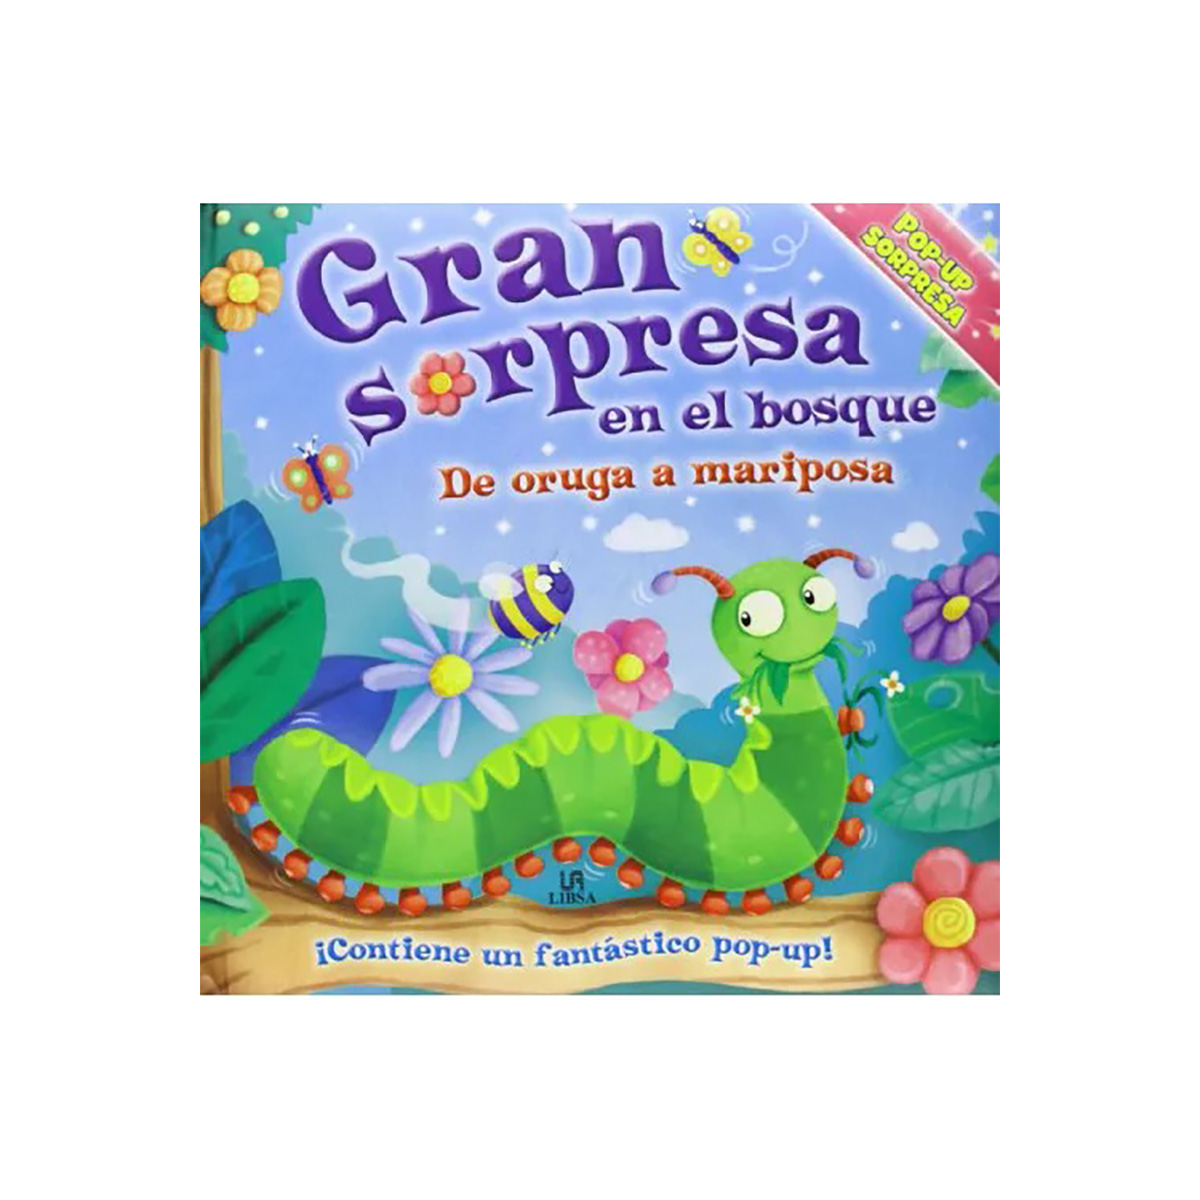 Gran
sorpresa
en el bosque
De oruga a mariposa
POP-UP
SORPRESA
LIBSA
¡Contiene un fantástico pop-up!